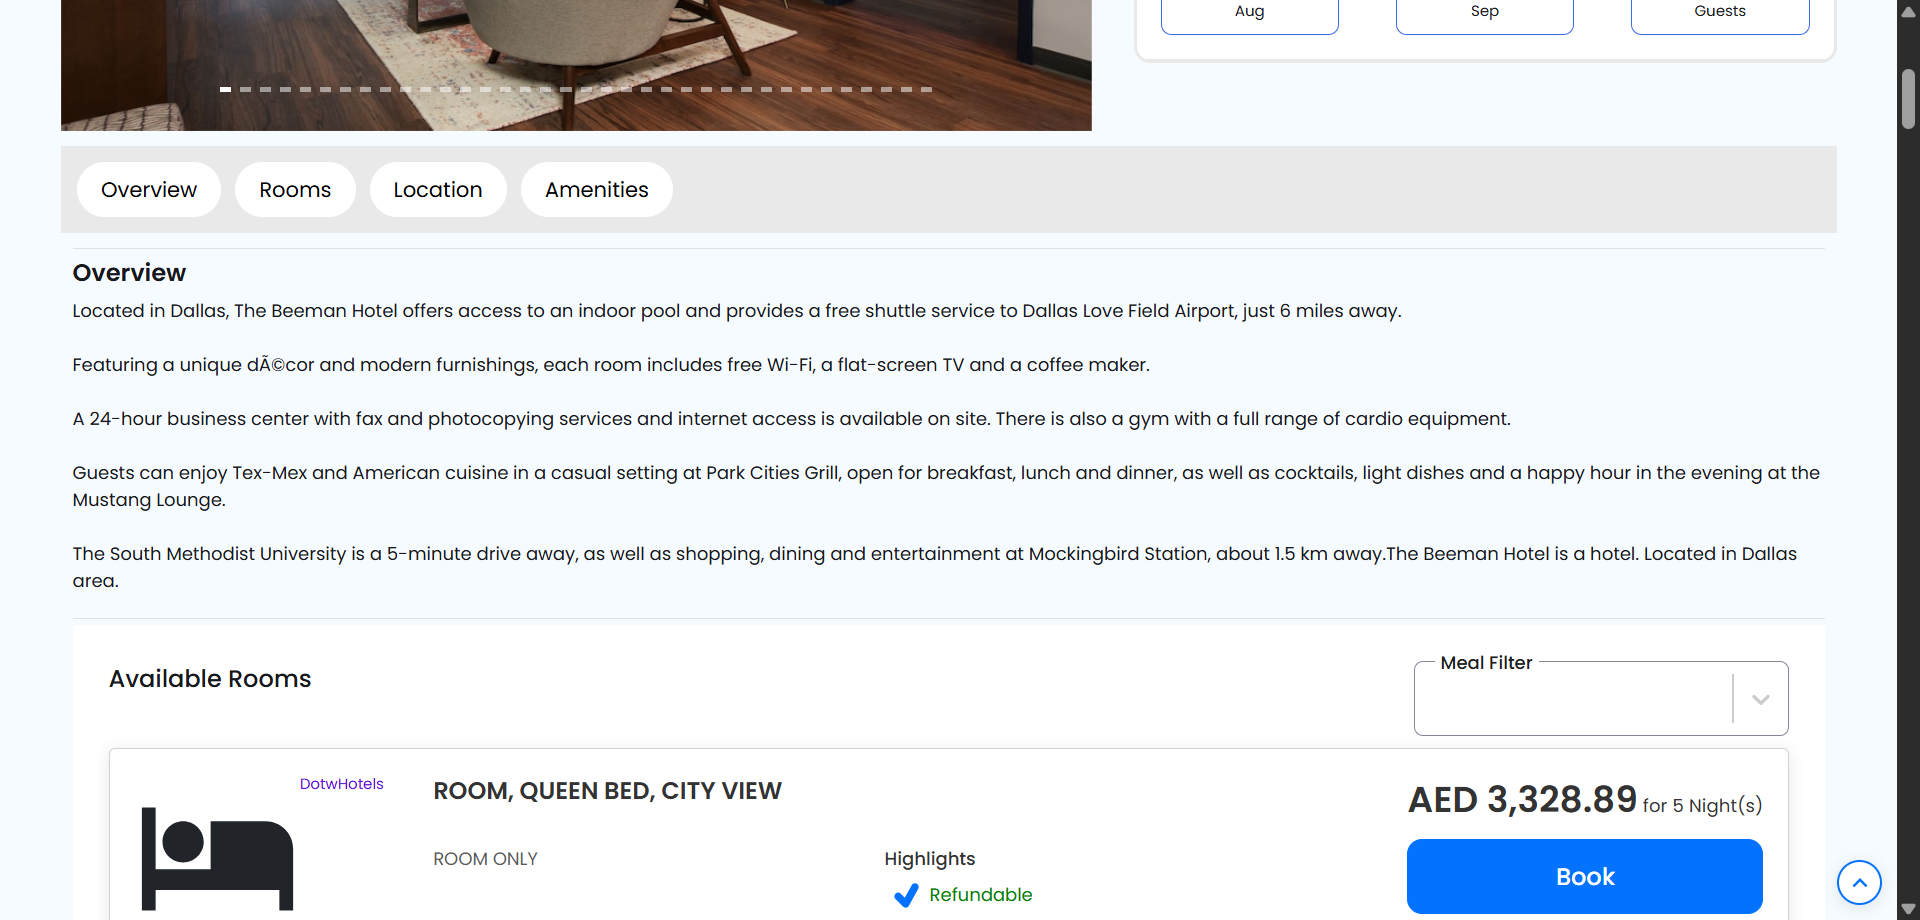 Aug
Sep
Guests
Overview
Rooms
Location
Amenities
Overview
Located in Dallas, The Beeman Hotel offers access to an indoor pool and provides a free shuttle service to Dallas Love Field Airport, just 6 miles away.
Featuring a unique dÃ©cor and modern furnishings, each room includes free Wi-Fi, a flat-screen TV and a coffee maker.
A 24-hour business center with fax and photocopying services and internet access is available on site. There is also a gym with a full range of cardio equipment.
Guests can enjoy Tex-Mex and American cuisine in a casual setting at Park Cities Grill, open for breakfast, lunch and dinner, as well as cocktails, light dishes and a happy hour in the evening at the
Mustang Lounge.
The South Methodist University is a 5-minute drive away, as well as shopping, dining and entertainment at Mockingbird Station, about 1.5 km away.The Beeman Hotel is a hotel. Located in Dallas
area.
Available Rooms
Meal Filter
DotwHotels
ROOM, QUEEN BED, CITY VIEW
AED 3,328.89 for 5 Night(s)
ROOM ONLY
Highlights
Refundable
Book